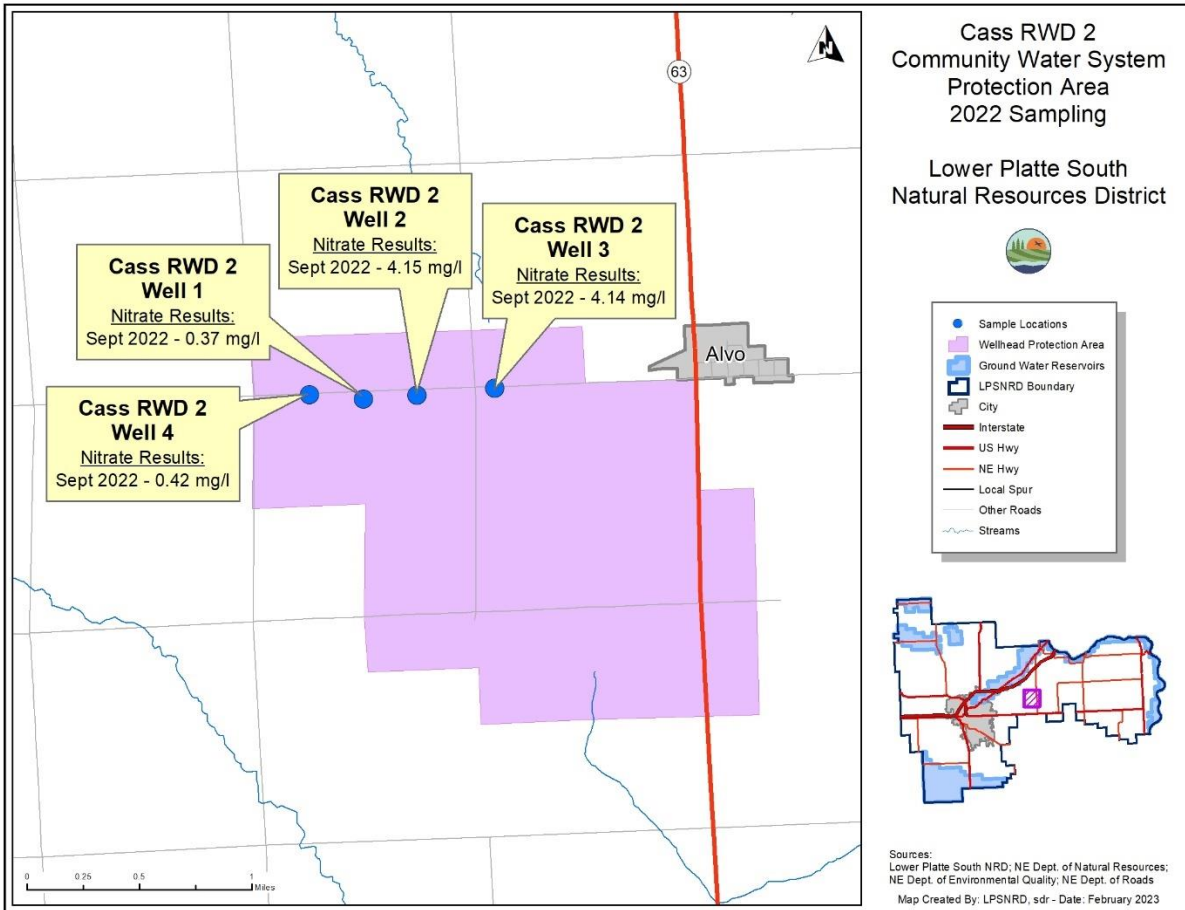 Cass RWD 2
Community Water System
Protection Area
2022 Sampling
Lower Platte South
Natural Resources District
N
63
Cass RWD 2
Well 2
Nitrate Results:
Sept 2022 - 4.15 mg/l
Cass RWD 2
Well 3
Nitrate Results:
Sept 2022 - 4.14 mg/l
Cass RWD 2
Well 1
Nitrate Results:
Sept 2022 - 0.37 mg/l
Cass RWD 2
Well 4
Nitrate Results:
Sept 2022 - 0.42 mg/l
Alvo
Sample Locations
Wellhead Protection Area
Ground Water Reservoirs
LPSNRD Boundary
City
Interstate
US Hwy
NE Hwy
Local Spur
Other Roads
Streams
0 0.25 0.5 1
Miles
Sources:
Lower Platte South NRD; NE Dept. of Natural Resources;
NE Dept. of Environmental Quality; NE Dept. of Roads
Map Created By: LPSNRD, sdr - Date: February 2023